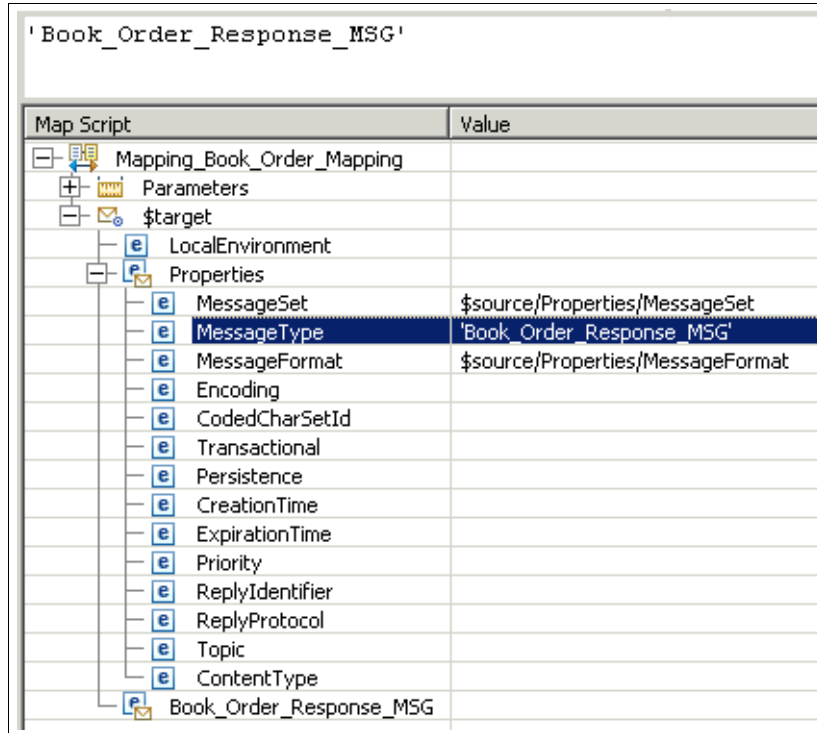 'Book_Order_Response_MSG'
Map Script Value
Mapping_Book_Order_Mapping
Parameters
$target
e LocalEnvironment
Properties
e MessageSet $source/Properties/MessageSet
e MessageType 'Book_Order_Response_MSG'
e MessageFormat $source/Properties/MessageFormat
e Encoding
e CodedCharSetId
e Transactional
e Persistence
e CreationTime
e ExpirationTime
e Priority
e ReplyIdentifier
e ReplyProtocol
e Topic
e ContentType
e Book_Order_Response_MSG